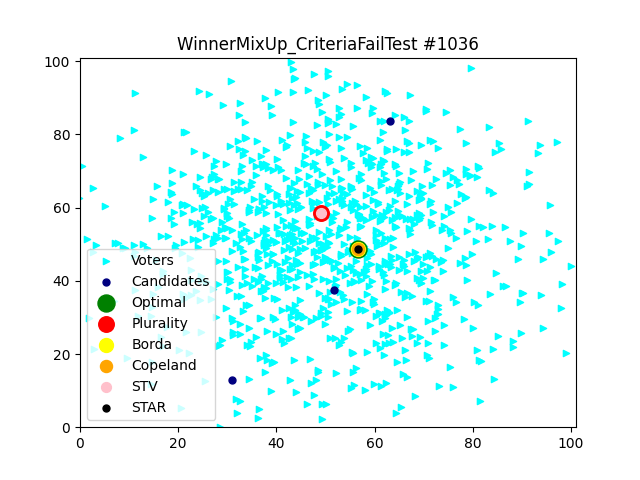 WinnerMixUp_CriteriaFailTest #1036
100
80
60
40
20
0
Voters
Candidates
Optimal
Plurality
Borda
Copeland
STV
STAR
0 20 40 60 80 100